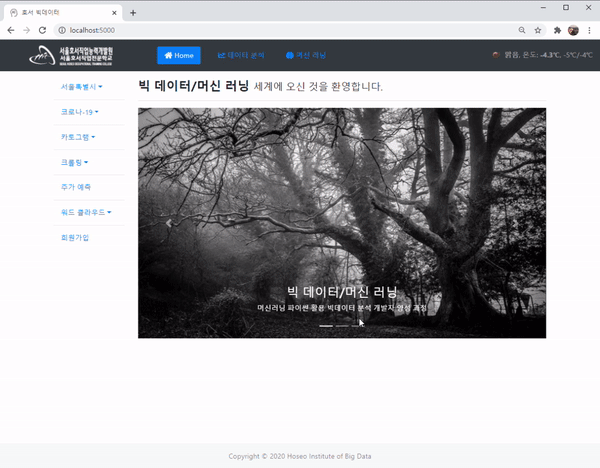 호서 빅데이터
localhost:5000
서울호서직업능력개발원
서울호서직업전문학교
Home
데이터 분석
머신 러닝
맑음, 온도: -4.3°C, -5°C/-4°C
서울특별시
코로나-19
카토그램
크롤링
주가 예측
워드 클라우드
회원가입
빅 데이터/머신 러닝 세계에 오신 것을 환영합니다.
빅 데이터/머신 러닝
머신러닝 파이썬 활용 빅데이터 분석 개발자 양성 과정
Copyright © 2020 Hoseo Institute of Big Data